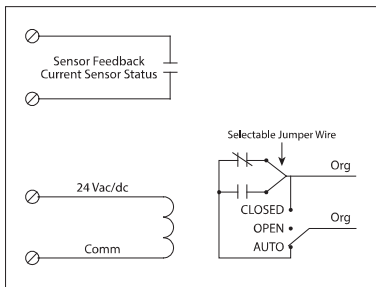 Sensor Feedback
Current Sensor Status
Selectable Jumper Wire
Org
24 Vac/dc
CLOSED
Org
OPEN
AUTO
Comm